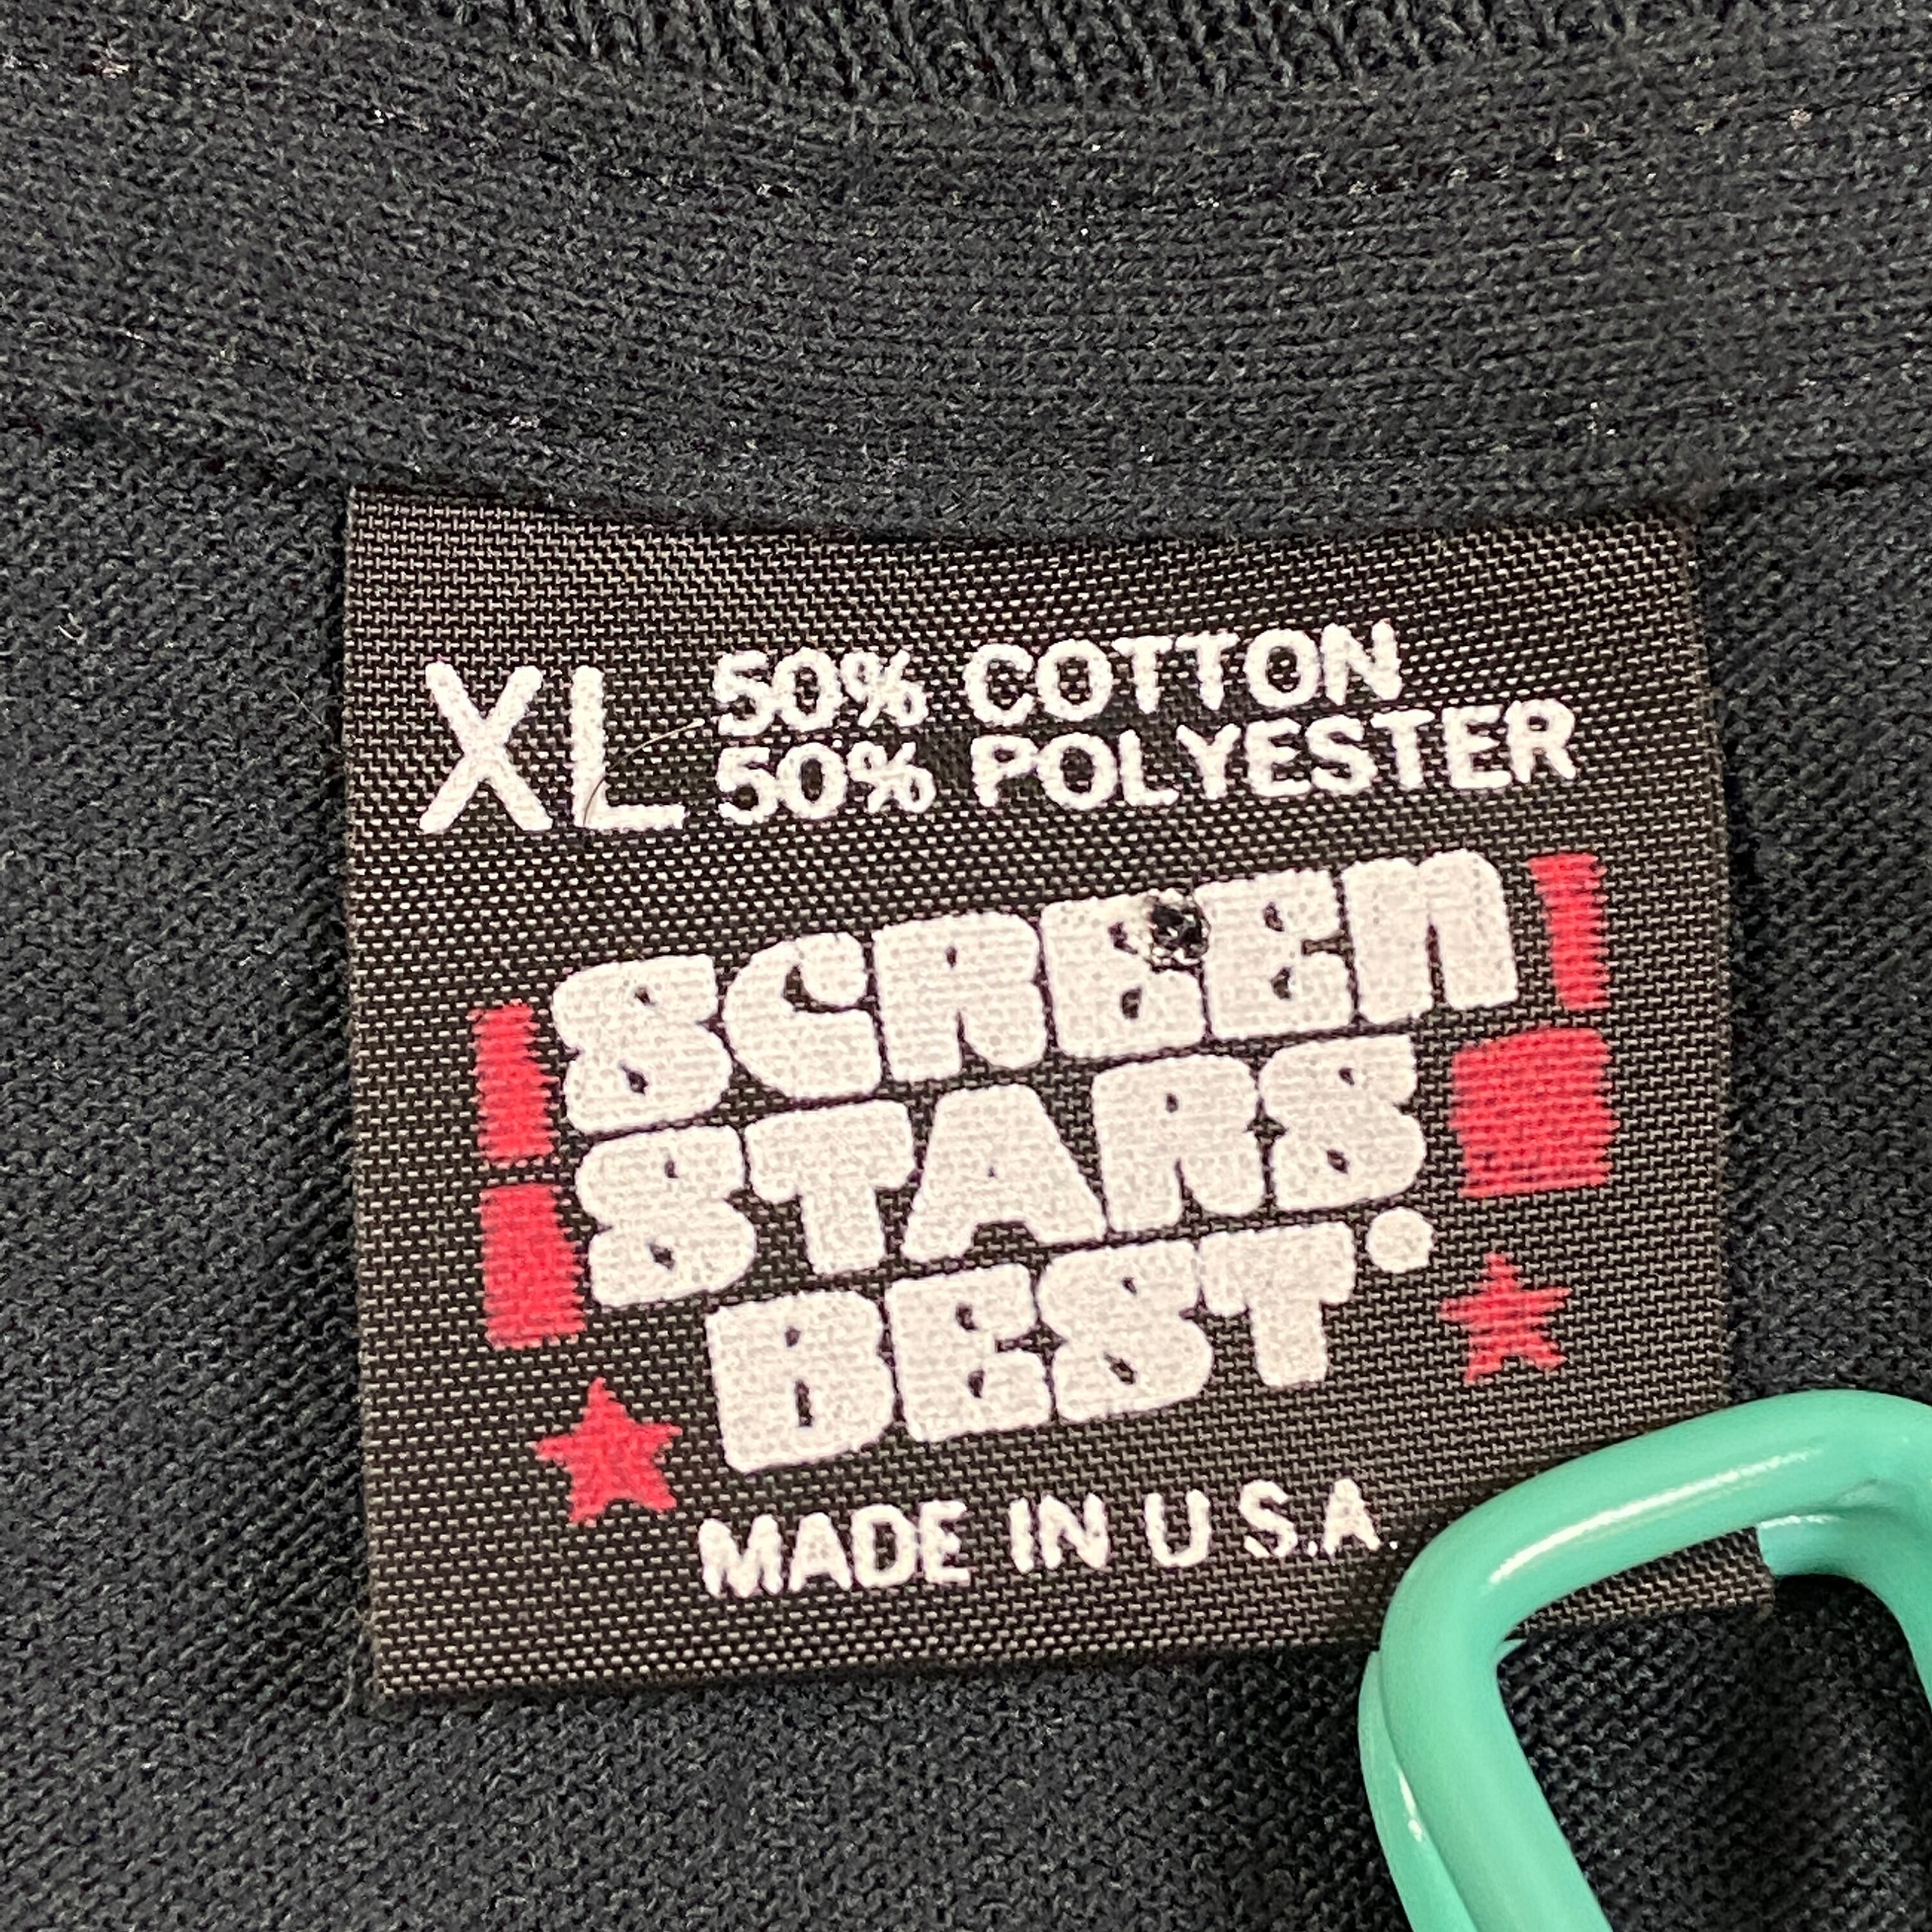 XL 50% COTTON
50% POLYESTER
SCREEN
STARS
BEST
MADE IN U.S.A.